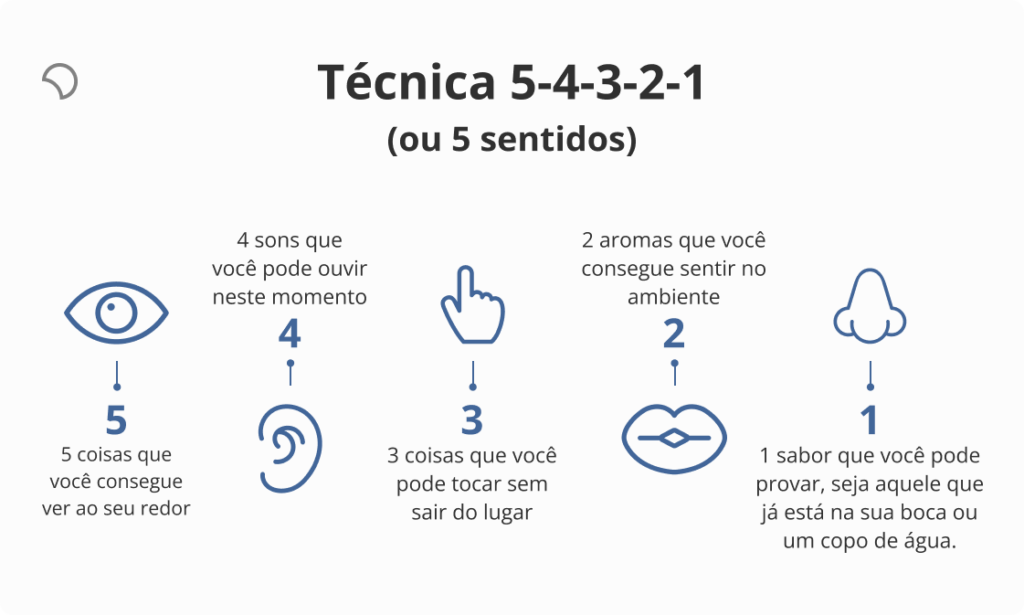 Técnica 5-4-3-2-1
(ou 5 sentidos)
5
5 coisas que
você consegue
ver ao seu redor
4 sons que
você pode ouvir
neste momento
4
3
3 coisas que você
pode tocar sem
sair do lugar
2 aromas que você
consegue sentir no
ambiente
2
1
1 sabor que você pode
provar, seja aquele que
já está na sua boca ou
um copo de água.